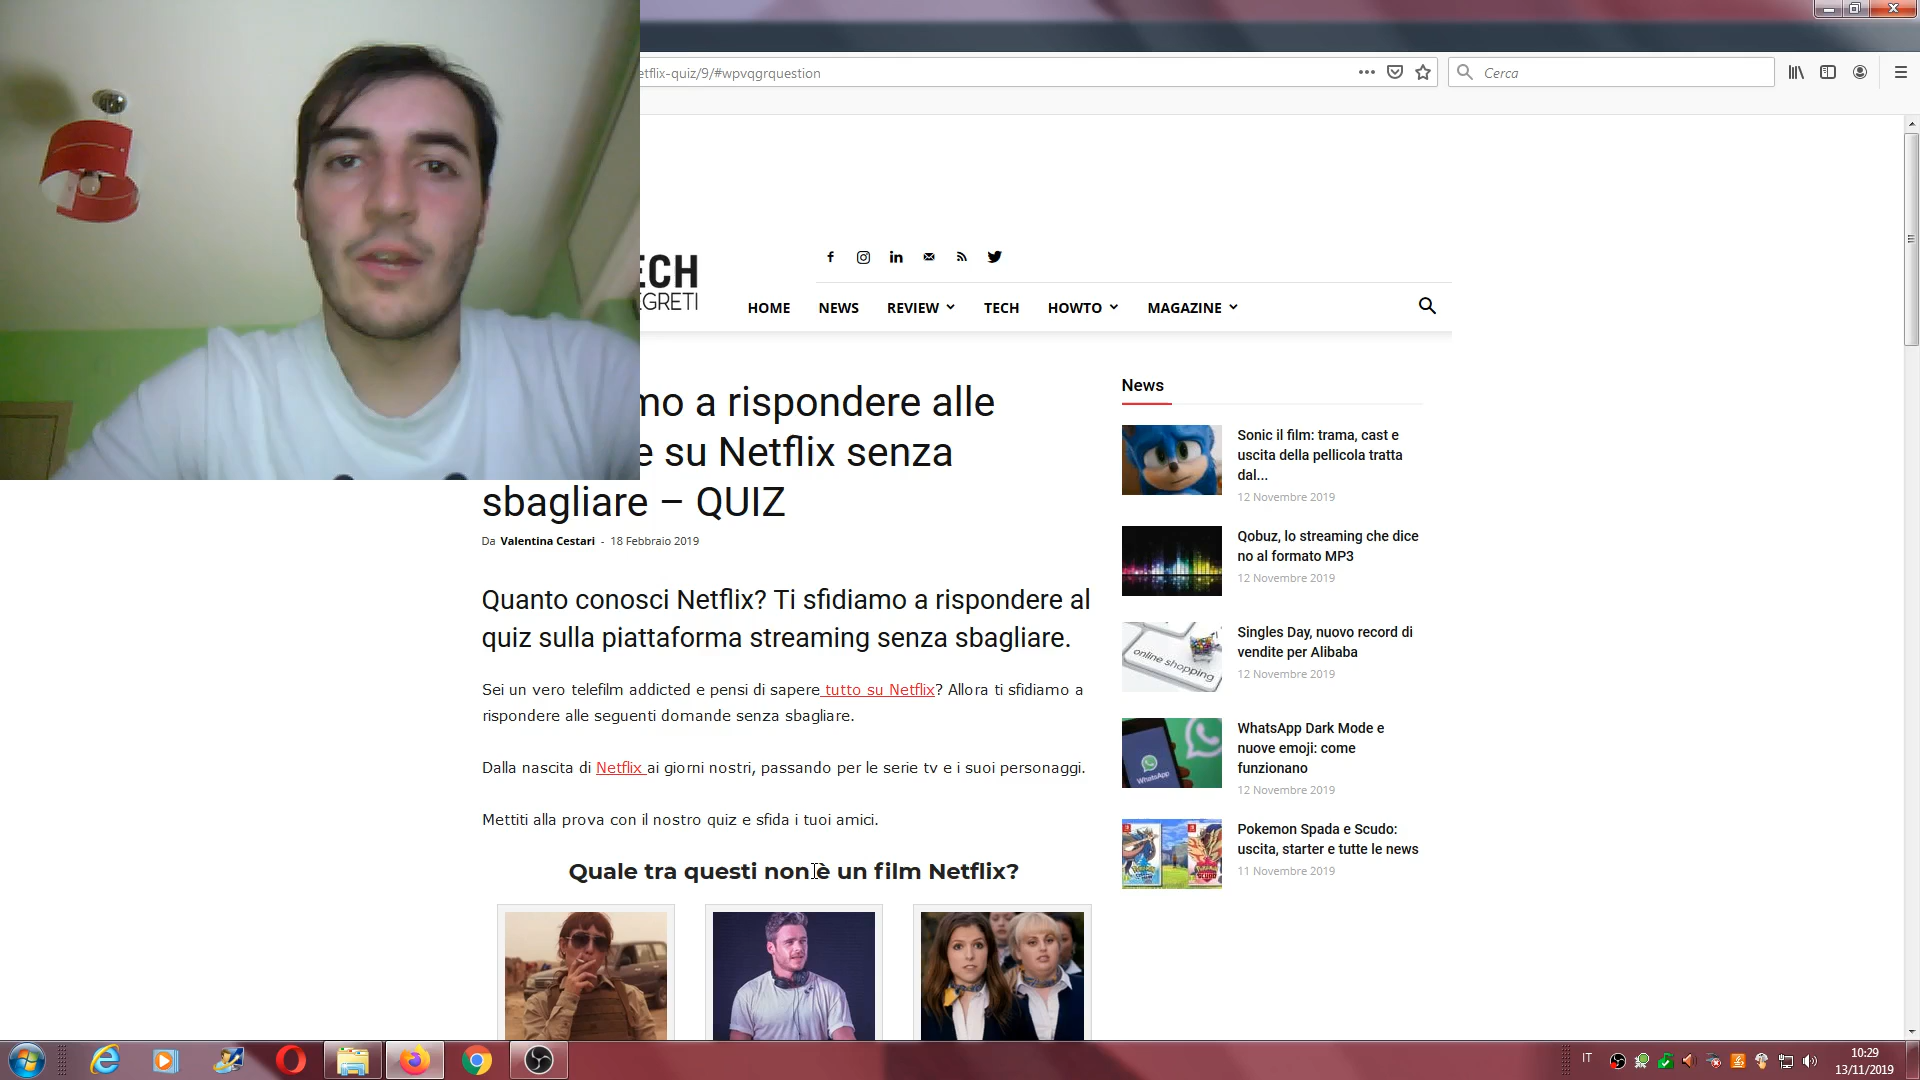 etflix-quiz/9/#wpvqgrquestion
Cerca
ECH
EGRETI
HOME
NEWS
REVIEW
TECH
HOWTO
MAGAZINE
mo a rispondere alle
e su Netflix senza
sbagliare – QUIZ
Da Valentina Cestari - 18 Febbraio 2019
Quanto conosci Netflix? Ti sfidiamo a rispondere al
quiz sulla piattaforma streaming senza sbagliare.
Sei un vero telefilm addicted e pensi di sapere tutto su Netflix? Allora ti sfidiamo a
rispondere alle seguenti domande senza sbagliare.
Dalla nascita di Netflix ai giorni nostri, passando per le serie tv e i suoi personaggi.
Mettiti alla prova con il nostro quiz e sfida i tuoi amici.
Quale tra questi non è un film Netflix?
News
Sonic il film: trama, cast e
uscita della pellicola tratta
dal...
12 Novembre 2019
Qobuz, lo streaming che dice
no al formato MP3
12 Novembre 2019
online shopping
Singles Day, nuovo record di
vendite per Alibaba
12 Novembre 2019
WhatsApp
WhatsApp Dark Mode e
nuove emoji: come
funzionano
12 Novembre 2019
Pokemon Spada e Scudo:
uscita, starter e tutte le news
11 Novembre 2019
IT
10:29
13/11/2019